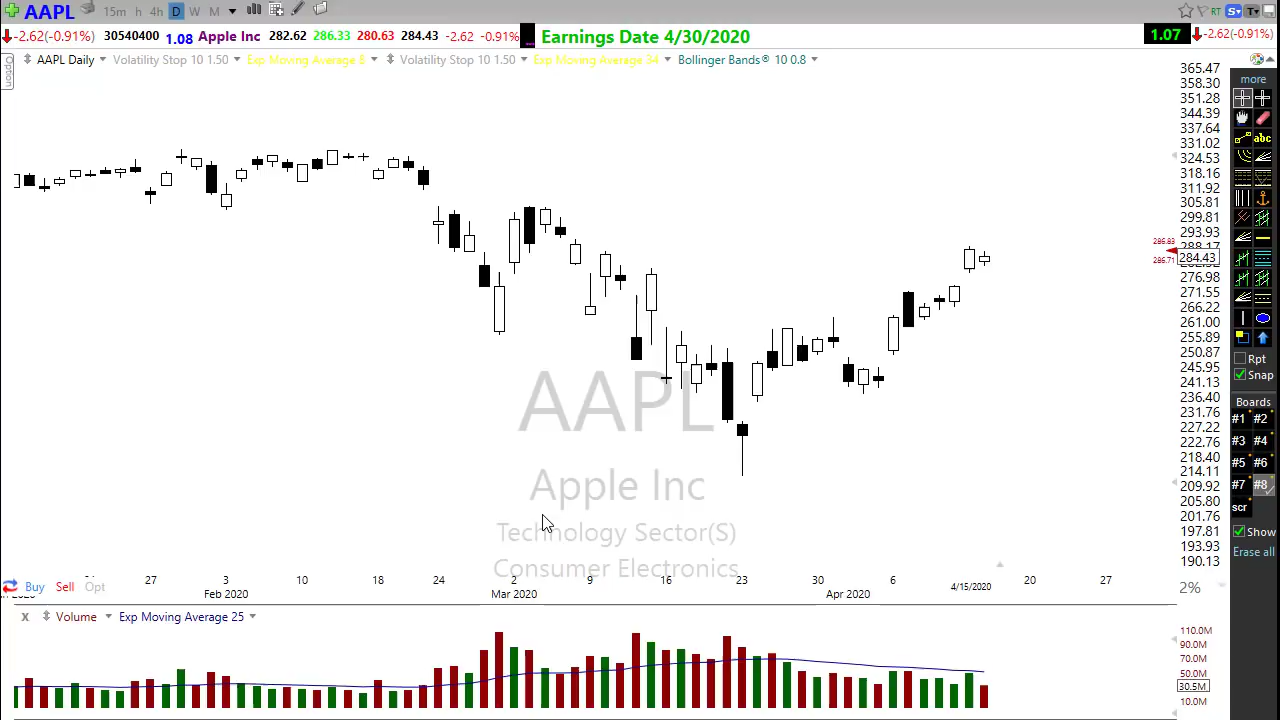 AAPL 15m h 4h D W M RT S T
-2.62(-0.91%) 30540400 1.08 Apple Inc 282.62 286.33 280.63 284.43 -2.62 -0.91% Earnings Date 4/30/2020 1.07 -2.62(-0.91%)
Option
AAPL Daily Volatility Stop 10 1.50 Exp Moving Average 8 Volatility Stop 10 1.50 Exp Moving Average 34 Bollinger Bands® 10 0.8
365.47
358.30
351.28
344.39
337.64
331.02
324.53
318.16
311.92
305.81
299.81
293.93
288.17
286.83
284.43
286.71
276.98
271.55
266.22
261.00
255.89
250.87
245.95
241.13
236.40
231.76
227.22
222.76
218.40
214.11
209.92
205.80
201.76
197.81
193.93
190.13
2%
more
abc
Rpt
Snap
Boards
#1 #2
#3 #4
#5 #6
#7 #8
scr
Show
Erase all
AAPL
Apple Inc
Technology Sector(S)
Consumer Electronics
27 3 10 18 24 2 9 16 23 30 6 4/15/2020 20 27
Buy Sell Opt
Feb 2020 Mar 2020 Apr 2020
x Volume Exp Moving Average 25
110.0M
90.0M
70.0M
50.0M
30.5M
10.0M